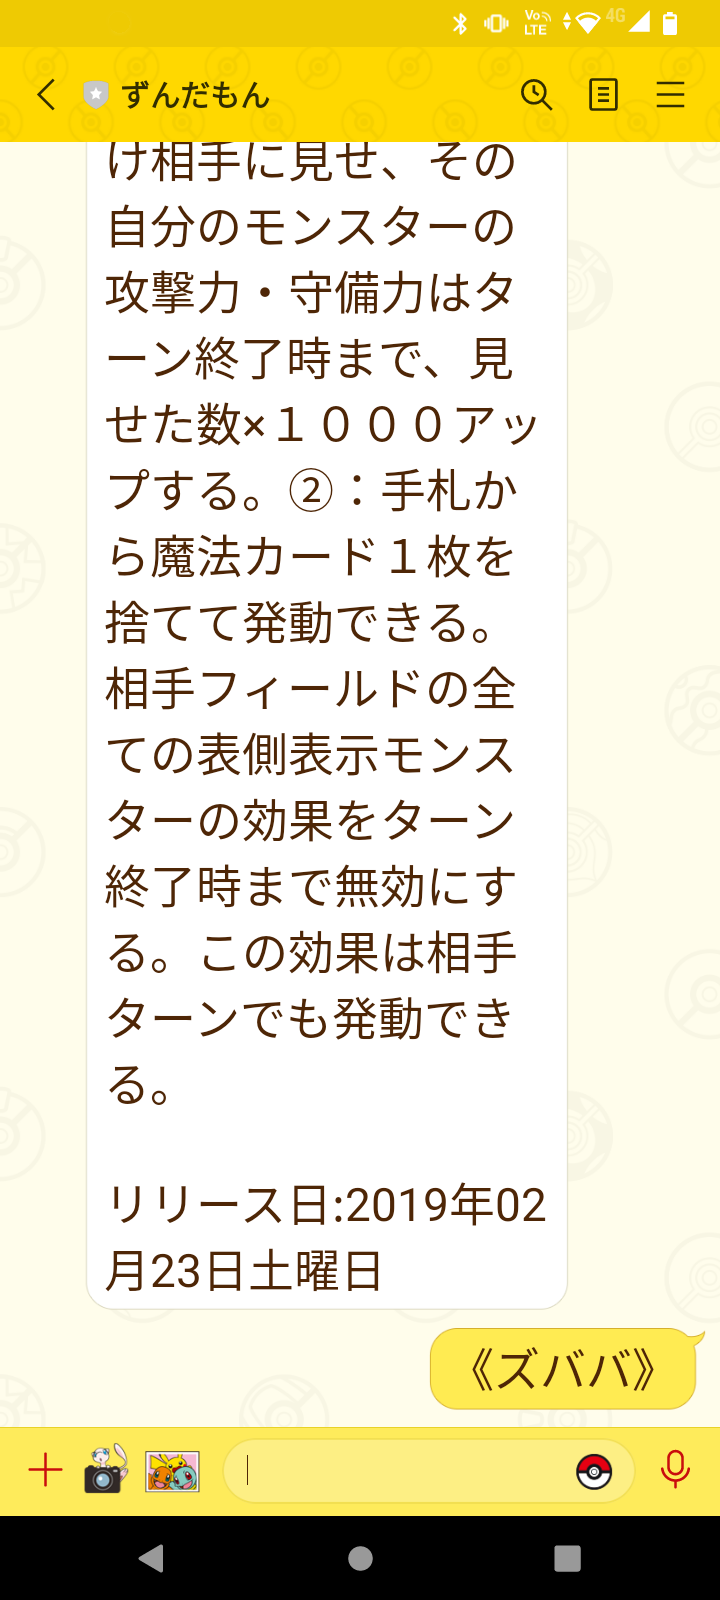 Vo LTE 4G
ずんだもん
け相手に見せ、その
自分のモンスターの
攻撃力・守備力はタ
ーン終了時まで、見
せた数×１０００アッ
プする。②：手札か
ら魔法カード１枚を
捨てて発動できる。
相手フィールドの全
ての表側表示モンス
ターの効果をターン
終了時まで無効にす
る。この効果は相手
ターンでも発動でき
る。
リリース日:2019年02
月23日土曜日
《ズババ》